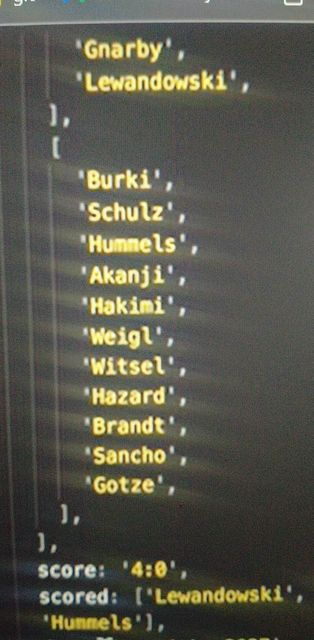 'Gnarby',
'Lewandowski',
],
[
'Burki',
'Schulz',
'Hummels',
'Akanji',
'Hakimi',
'Weigl',
'Witsel',
'Hazard',
'Brandt',
'Sancho',
'Gotze',
],
],
score: '4:0',
scored: ['Lewandowski',
'Hummels'],